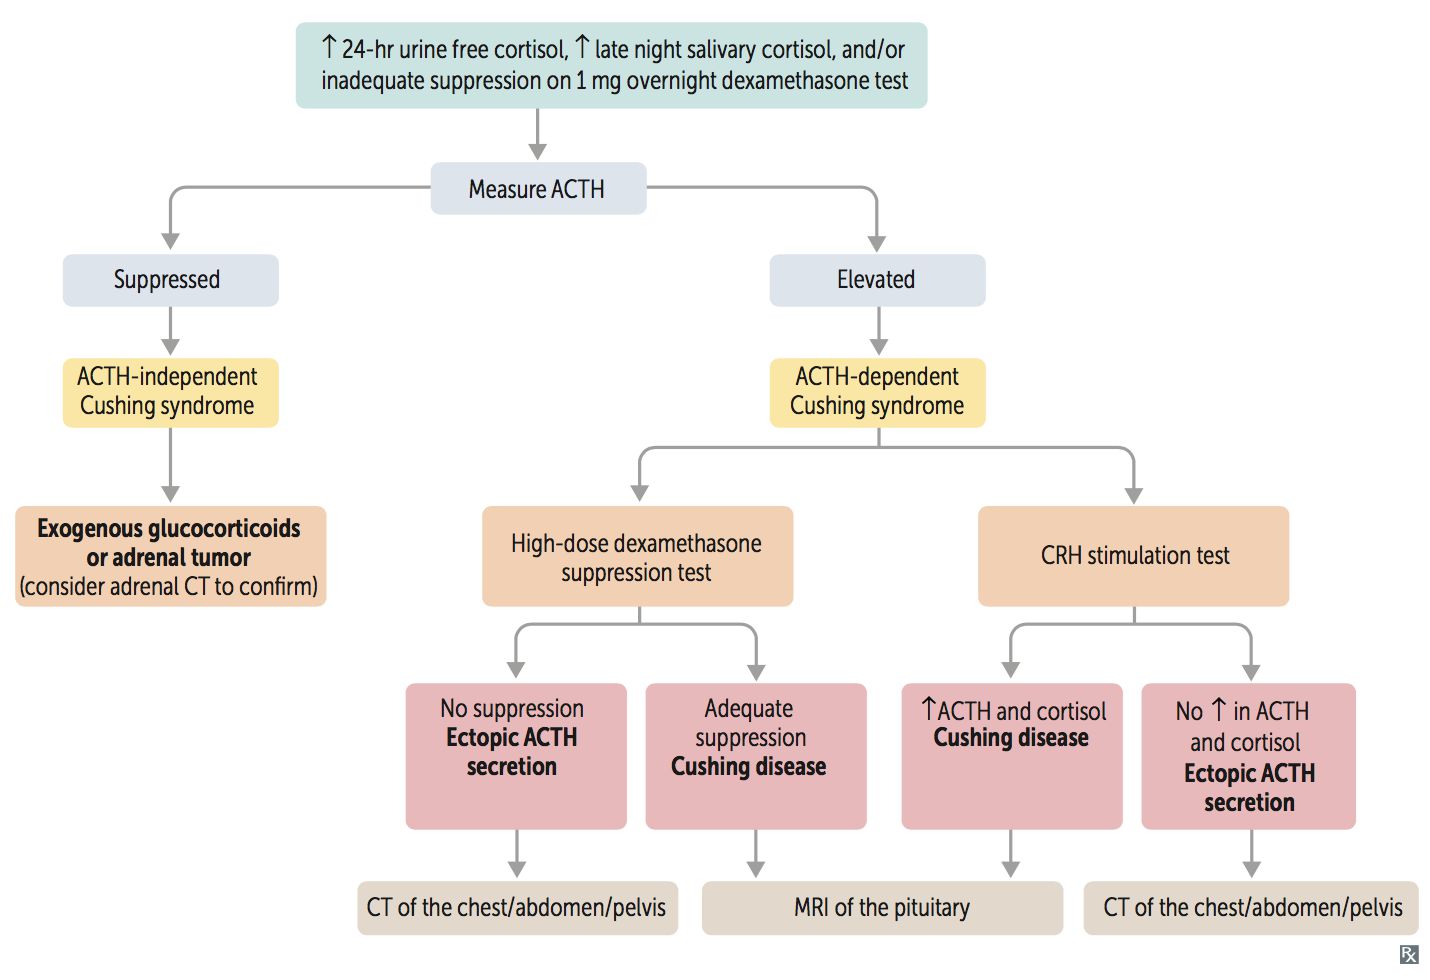 ↑ 24-hr urine free cortisol, ↑ late night salivary cortisol, and/or
inadequate suppression on 1 mg overnight dexamethasone test
Measure ACTH
Suppressed
Elevated
ACTH-independent
Cushing syndrome
ACTH-dependent
Cushing syndrome
Exogenous glucocorticoids
or adrenal tumor
(consider adrenal CT to confirm)
High-dose dexamethasone
suppression test
CRH stimulation test
No suppression
Ectopic ACTH
secretion
Adequate
suppression
Cushing disease
↑ACTH and cortisol
Cushing disease
No ↑ in ACTH
and cortisol
Ectopic ACTH
secretion
CT of the chest/abdomen/pelvis
MRI of the pituitary
CT of the chest/abdomen/pelvis
Rx